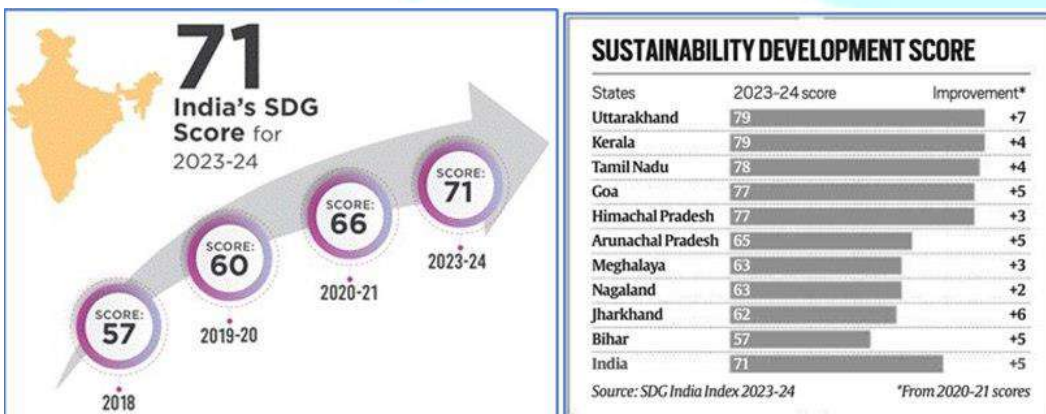 71
India's SDG
Score for
2023-24
SCORE:
57
2018
SCORE:
60
2019-20
SCORE:
66
2020-21
SCORE:
71
2023-24
SUSTAINABILITY DEVELOPMENT SCORE
States 2023-24 score Improvement*
Uttarakhand 79 +7
Kerala 79 +4
Tamil Nadu 78 +4
Goa 77 +5
Himachal Pradesh 77 +3
Arunachal Pradesh 65 +5
Meghalaya 63 +3
Nagaland 63 +2
Jharkhand 62 +6
Bihar 57 +5
India 71 +5
Source: SDG India Index 2023-24 *From 2020-21 scores